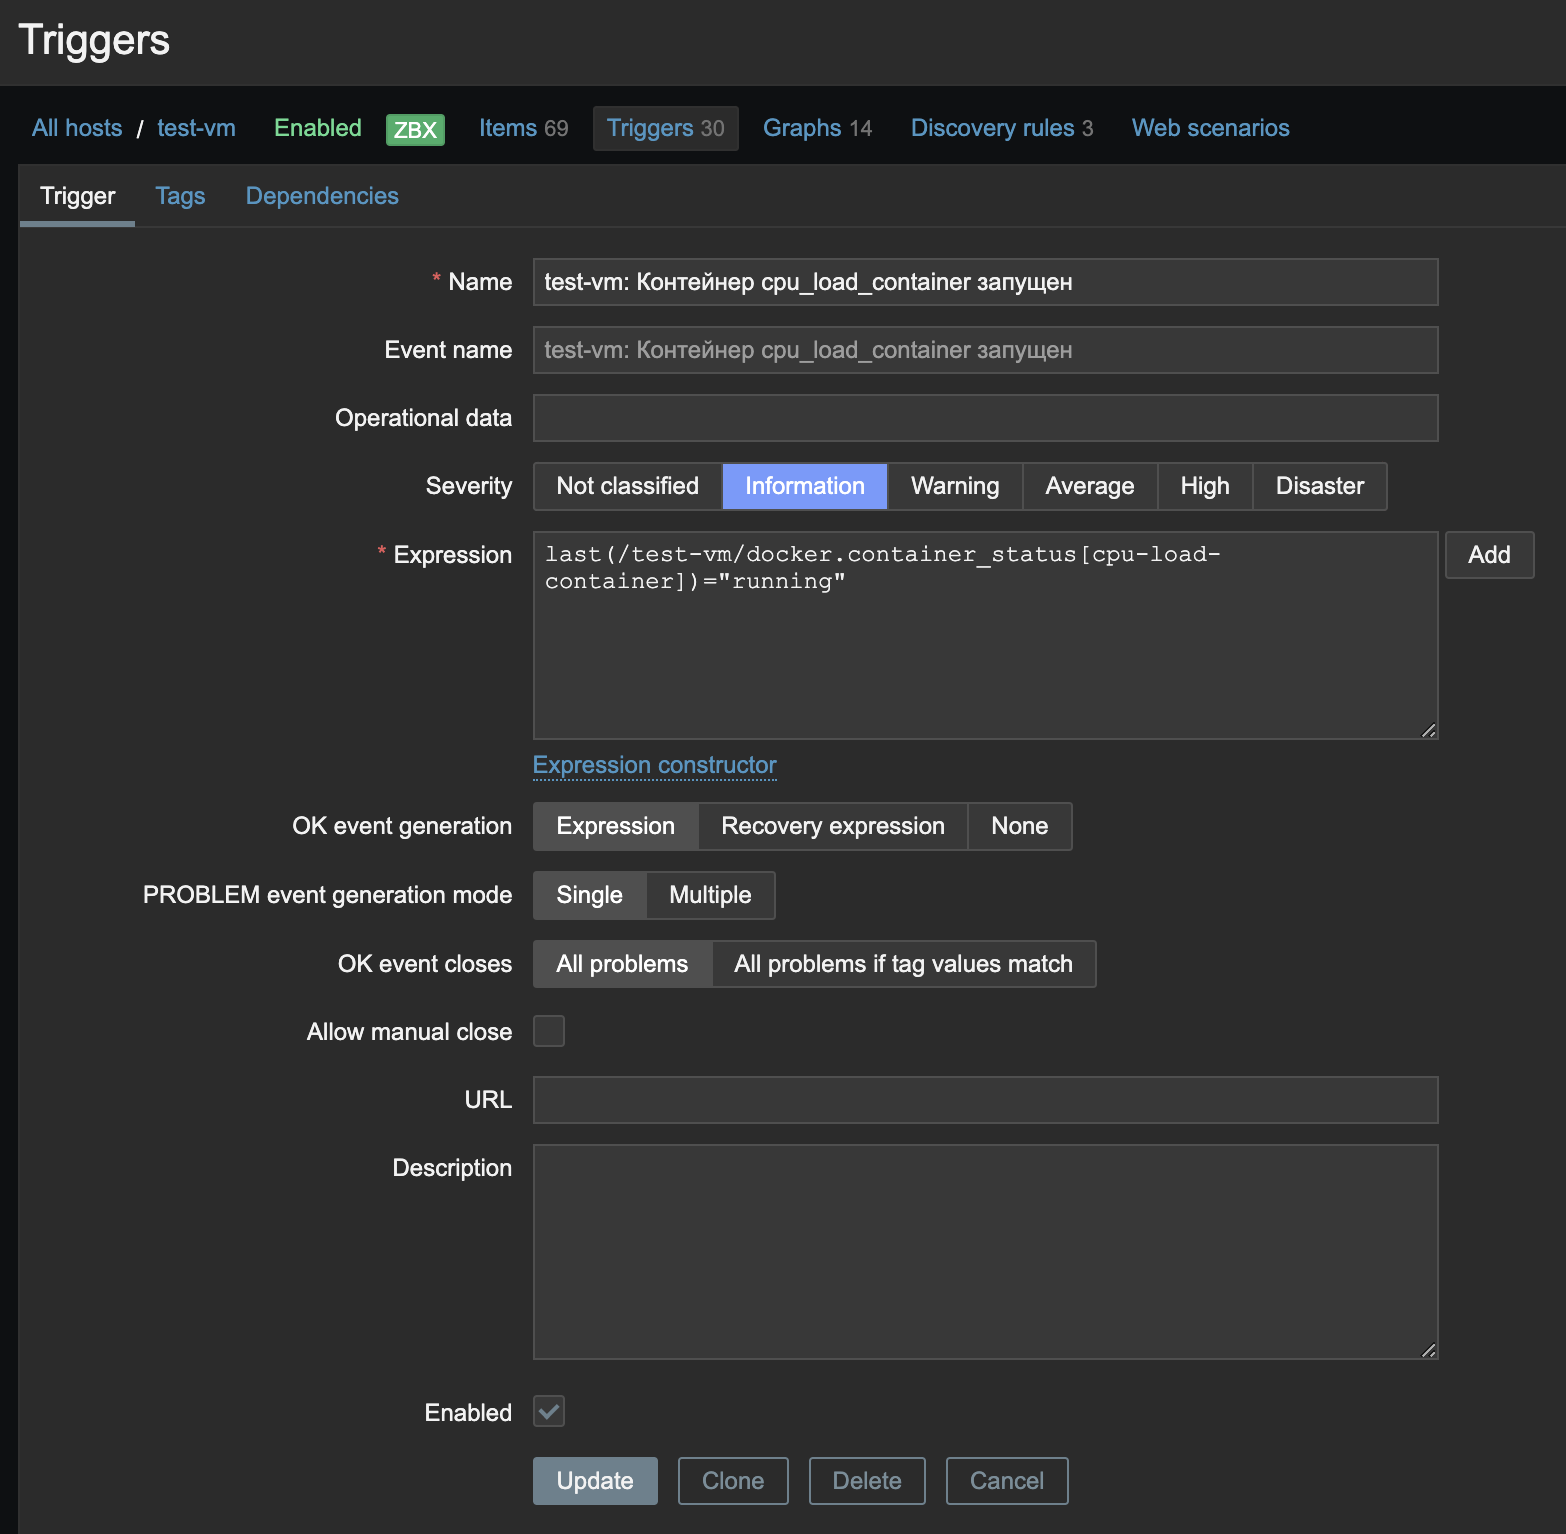 Triggers
All hosts / test-vm Enabled ZBX Items 69 Triggers 30 Graphs 14 Discovery rules 3 Web scenarios
Trigger Tags Dependencies
* Name test-vm: Контейнер cpu_load_container запущен
Event name test-vm: Контейнер cpu_load_container запущен
Operational data
Severity Not classified Information Warning Average High Disaster
* Expression last(/test-vm/docker.container_status[cpu-load- Add
container])="running"
Expression constructor
OK event generation Expression Recovery expression None
PROBLEM event generation mode Single Multiple
OK event closes All problems All problems if tag values match
Allow manual close
URL
Description
Enabled
Update Clone Delete Cancel